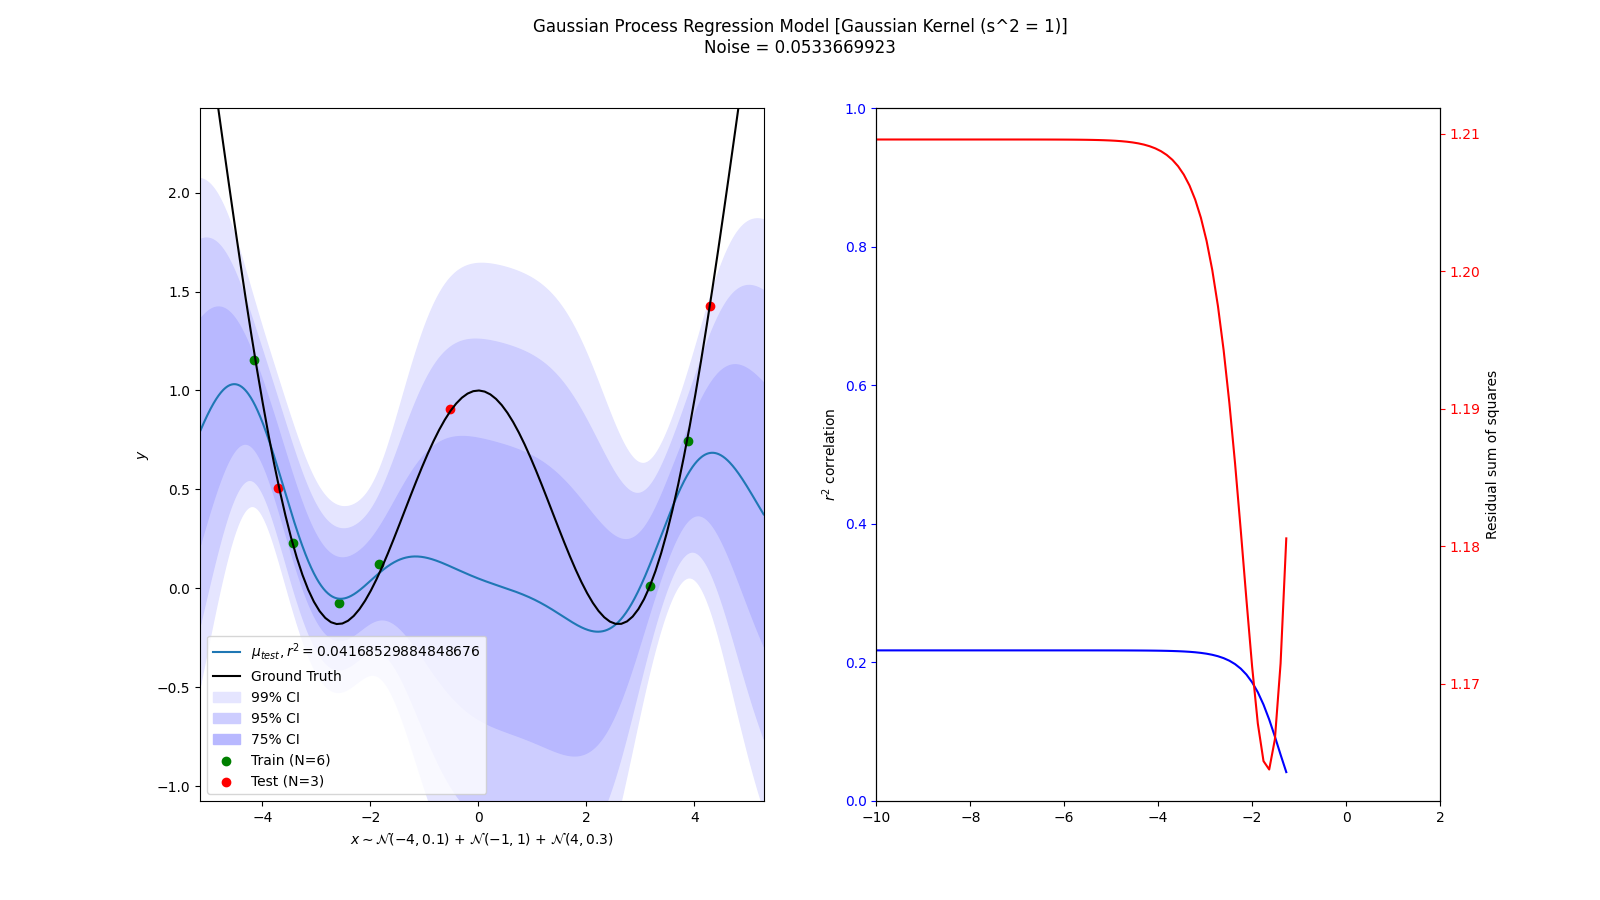 Gaussian Process Regression Model [Gaussian Kernel (s^2 = 1)]
Noise = 0.0533669923
2.0
1.5
1.0
0.5
0.0
−0.5
−1.0
y
−4
−2
0
2
4
x ∼ 𝒩(−4, 0.1) + 𝒩(−1, 1) + 𝒩(4, 0.3)
μtest, r² = 0.04168529884848676
Ground Truth
99% CI
95% CI
75% CI
Train (N=6)
Test (N=3)
1.0
0.8
0.6
0.4
0.2
0.0
r² correlation
−10
−8
−6
−4
−2
0
2
1.21
1.20
1.19
1.18
1.17
Residual sum of squares